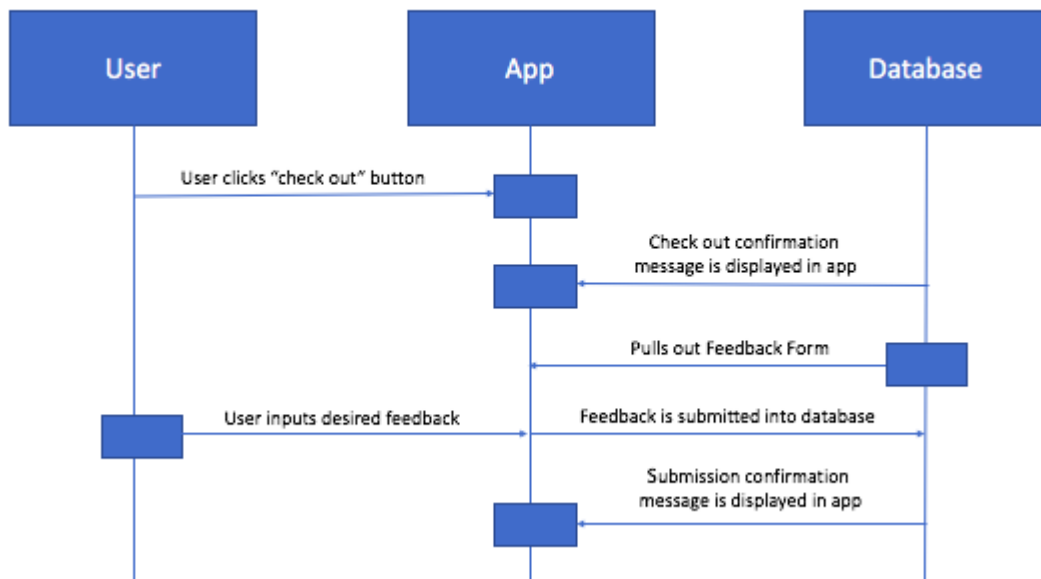 User
App
Database
User clicks “check out” button
Check out confirmation
message is displayed in app
Pulls out Feedback Form
User inputs desired feedback
Feedback is submitted into database
Submission confirmation
message is displayed in app